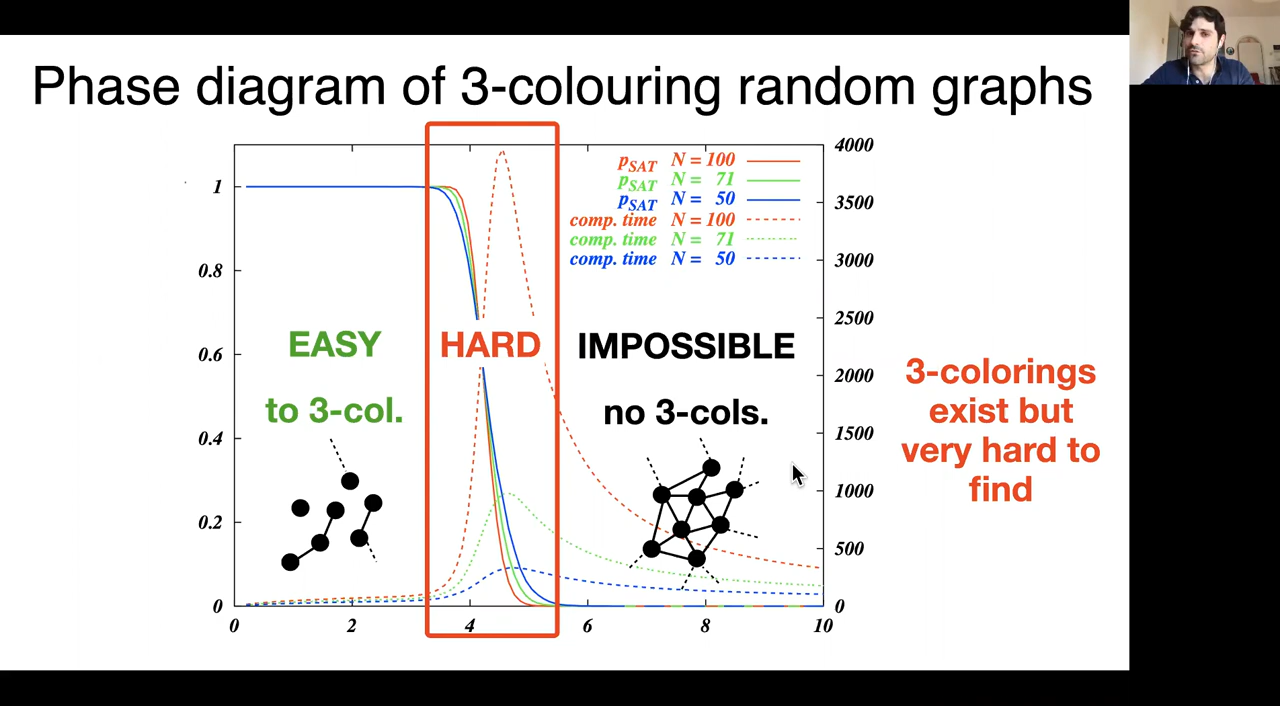 Phase diagram of 3-colouring random graphs
4000
3500
3000
2500
2000
1500
1000
500
0
1
0.8
0.6
0.4
0.2
0
0 2 4 6 8 10
pSAT N = 100
pSAT N = 71
pSAT N = 50
comp. time N = 100
comp. time N = 71
comp. time N = 50
EASY
to 3-col.
HARD
IMPOSSIBLE
no 3-cols.
3-colorings
exist but
very hard to
find